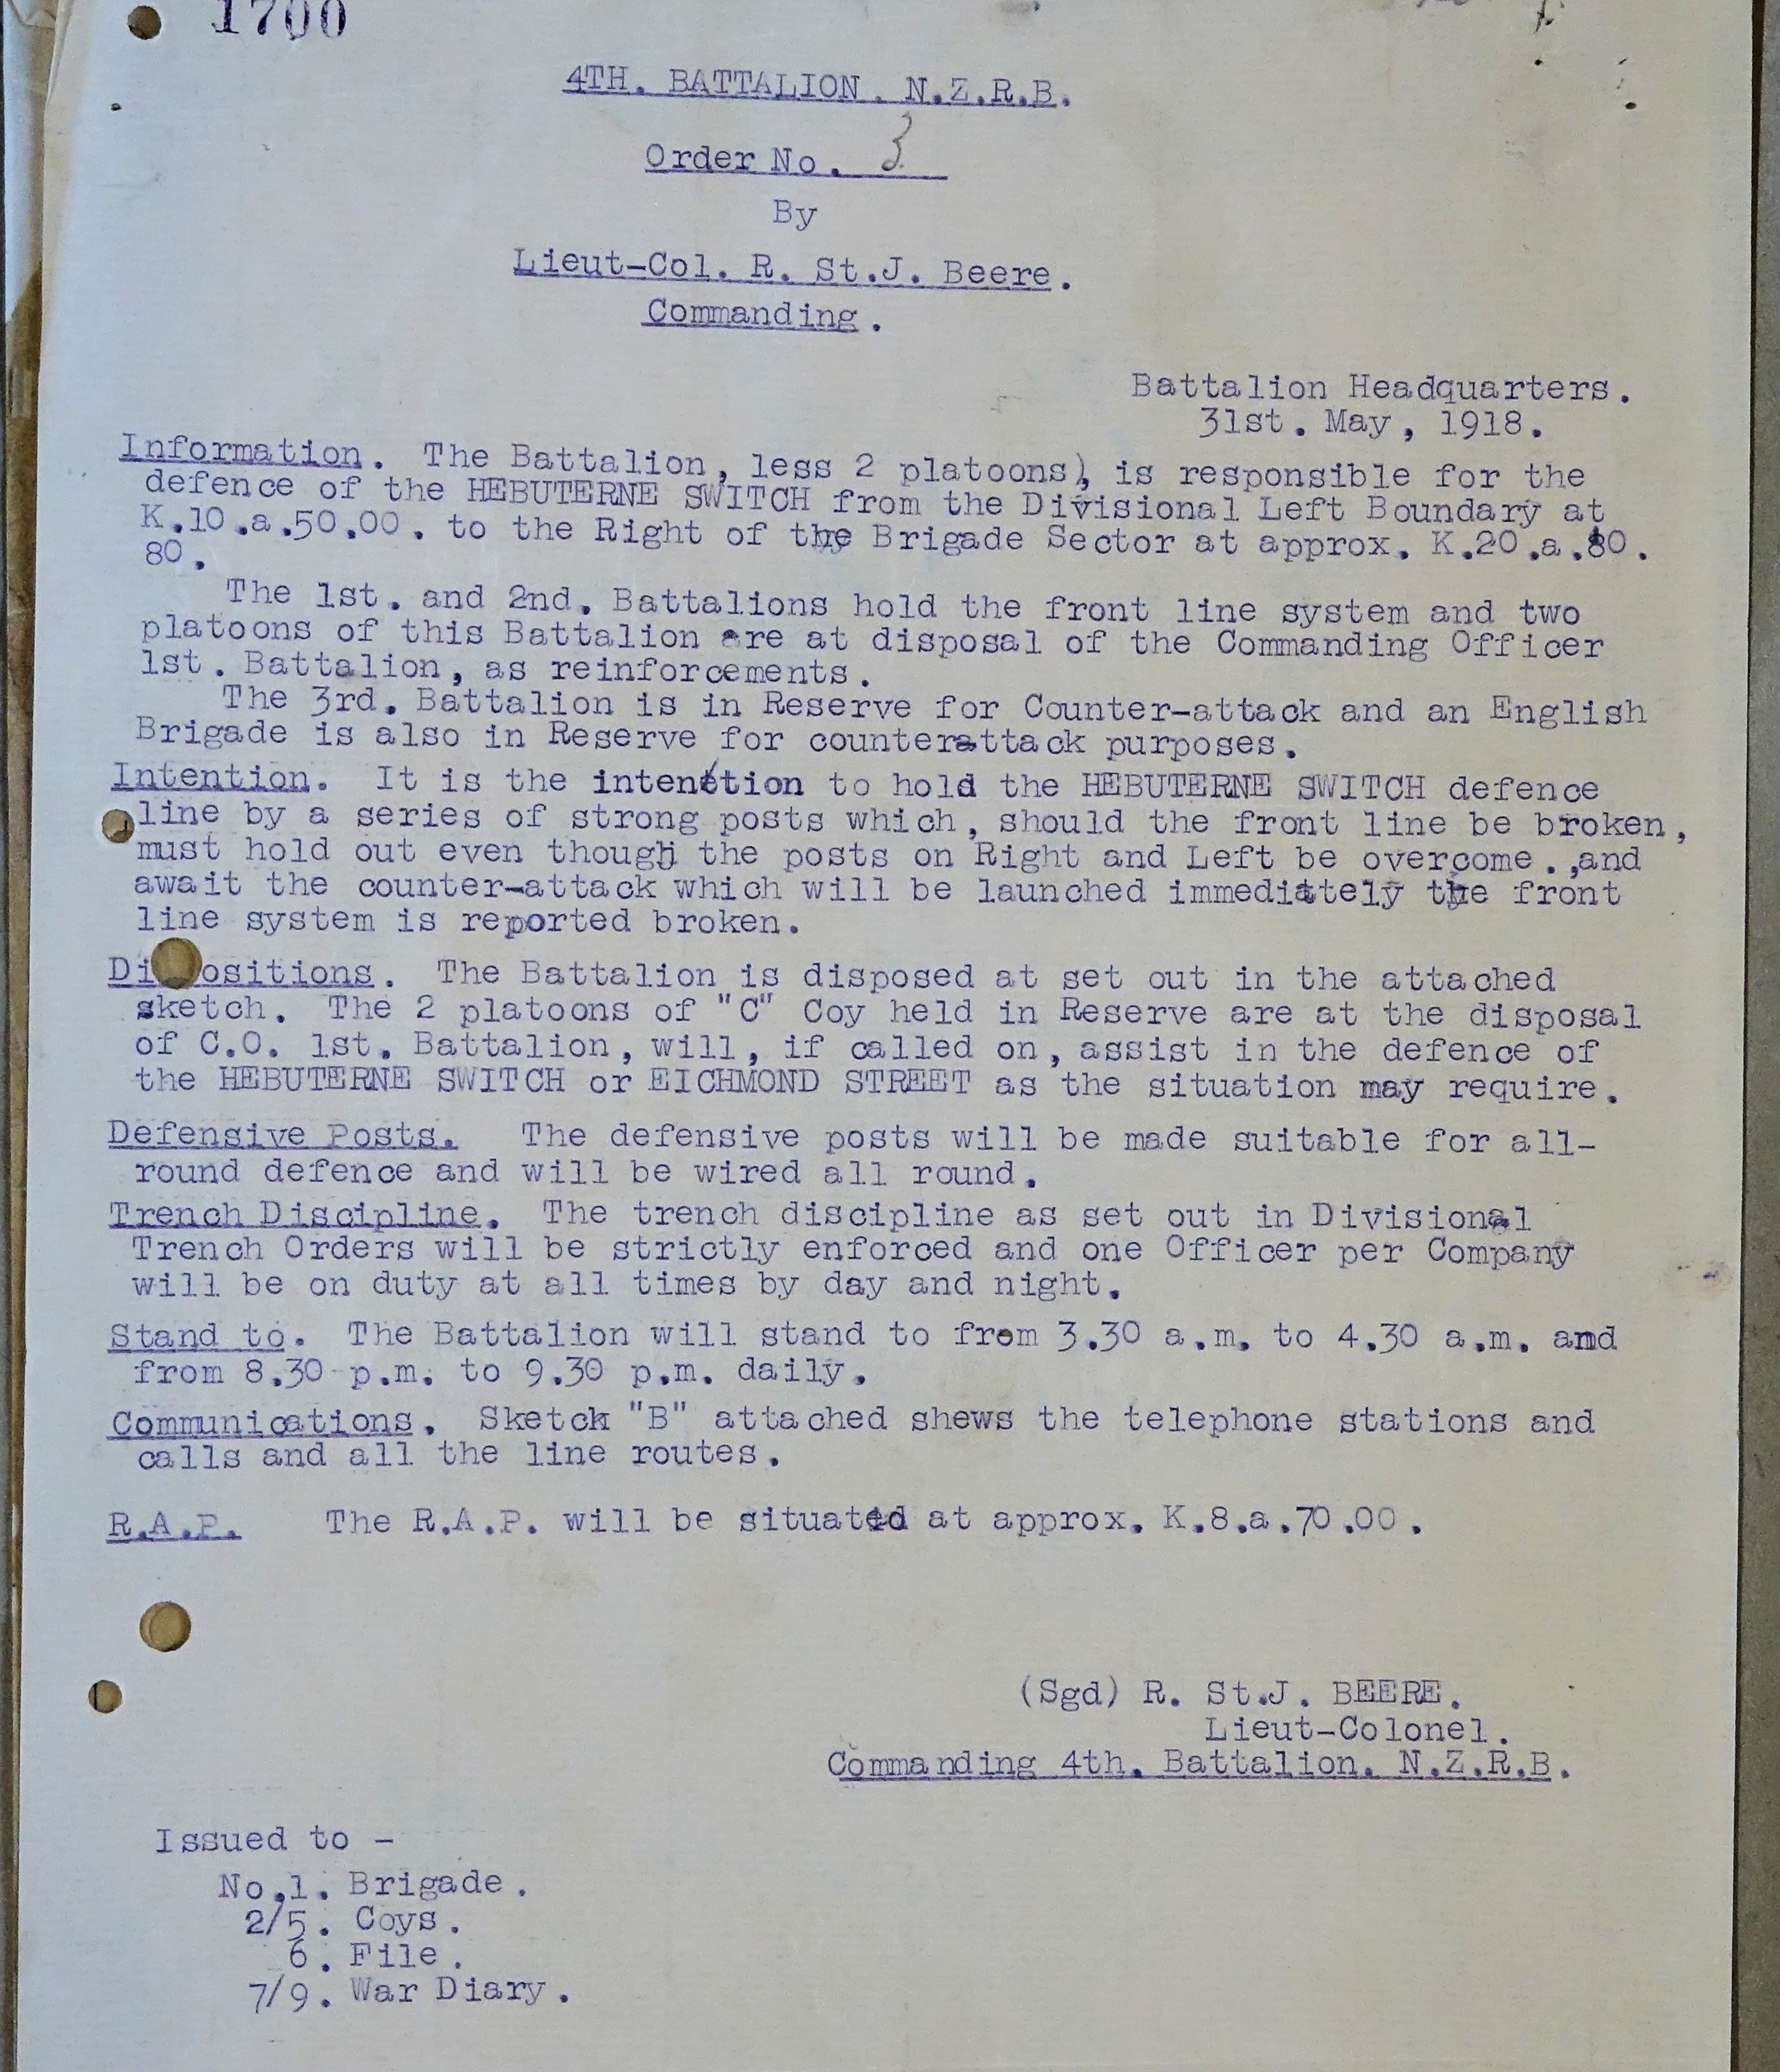 1700
4TH. BATTALION. N.Z.R.B.
Order No. 3
By
Lieut-Col. R. St.J. Beere.
Commanding.
Battalion Headquarters.
31st. May, 1918.
Information. The Battalion, less 2 platoons), is responsible for the
defence of the HEBUTERNE SWITCH from the Divisional Left Boundary at
K.10.a.50.00. to the Right of the Brigade Sector at approx. K.20.a.80.
80.
The 1st. and 2nd. Battalions hold the front line system and two
platoons of this Battalion are at disposal of the Commanding Officer
1st. Battalion, as reinforcements.
The 3rd. Battalion is in Reserve for Counter-attack and an English
Brigade is also in Reserve for counterattack purposes.
Intention. It is the intenttion to hold the HEBUTERNE SWITCH defence
line by a series of strong posts which, should the front line be broken,
must hold out even though the posts on Right and Left be overcome.,and
await the counter-attack which will be launched immediately the front
line system is reported broken.
Di ositions. The Battalion is disposed at set out in the attached
sketch. The 2 platoons of "C" Coy held in Reserve are at the disposal
of C.O. 1st. Battalion, will, if called on, assist in the defence of
the HEBUTERNE SWITCH or EICHMOND STREET as the situation may require.
Defensive Posts. The defensive posts will be made suitable for all-
round defence and will be wired all round.
Trench Discipline. The trench discipline as set out in Divisional
Trench Orders will be strictly enforced and one Officer per Company
will be on duty at all times by day and night.
Stand to. The Battalion will stand to from 3.30 a.m. to 4.30 a.m. and
from 8.30 p.m. to 9.30 p.m. daily.
Communications. Sketch "B" attached shews the telephone stations and
calls and all the line routes.
R.A.P. The R.A.P. will be situated at approx. K.8.a.70.00.
(Sgd) R. St.J. BEERE.
Lieut-Colonel.
Commanding 4th. Battalion. N.Z.R.B.
Issued to -
No.1. Brigade.
2/5. Coys.
6. File.
7/9. War Diary.